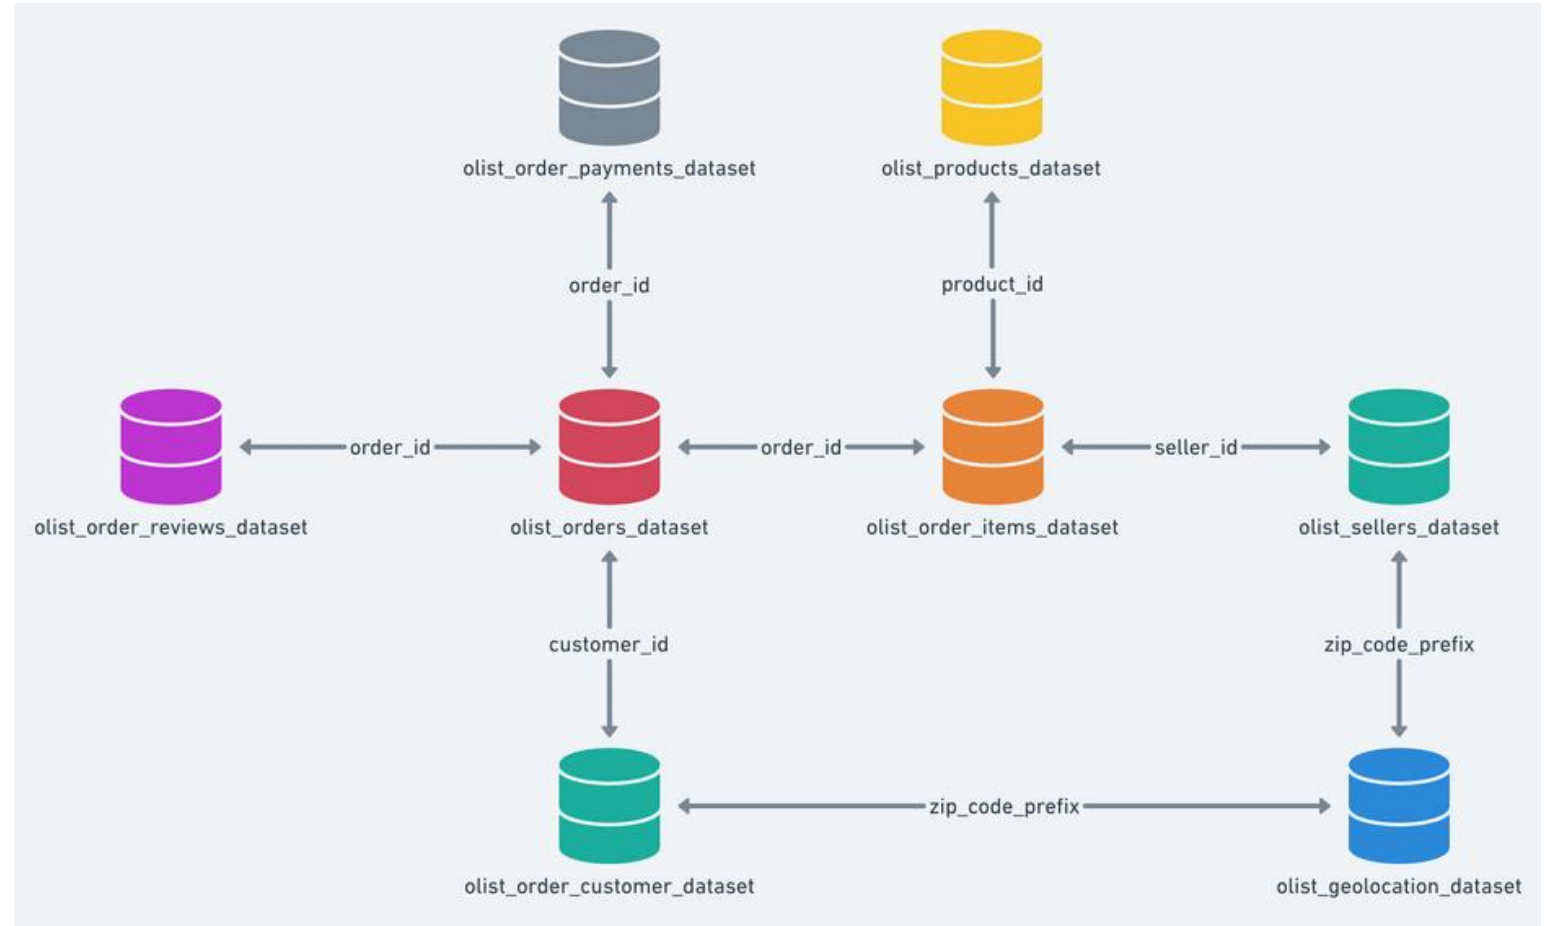 olist_order_payments_dataset
olist_products_dataset
order_id
product_id
order_id
order_id
seller_id
olist_order_reviews_dataset
olist_orders_dataset
olist_order_items_dataset
olist_sellers_dataset
customer_id
zip_code_prefix
zip_code_prefix
olist_order_customer_dataset
olist_geolocation_dataset